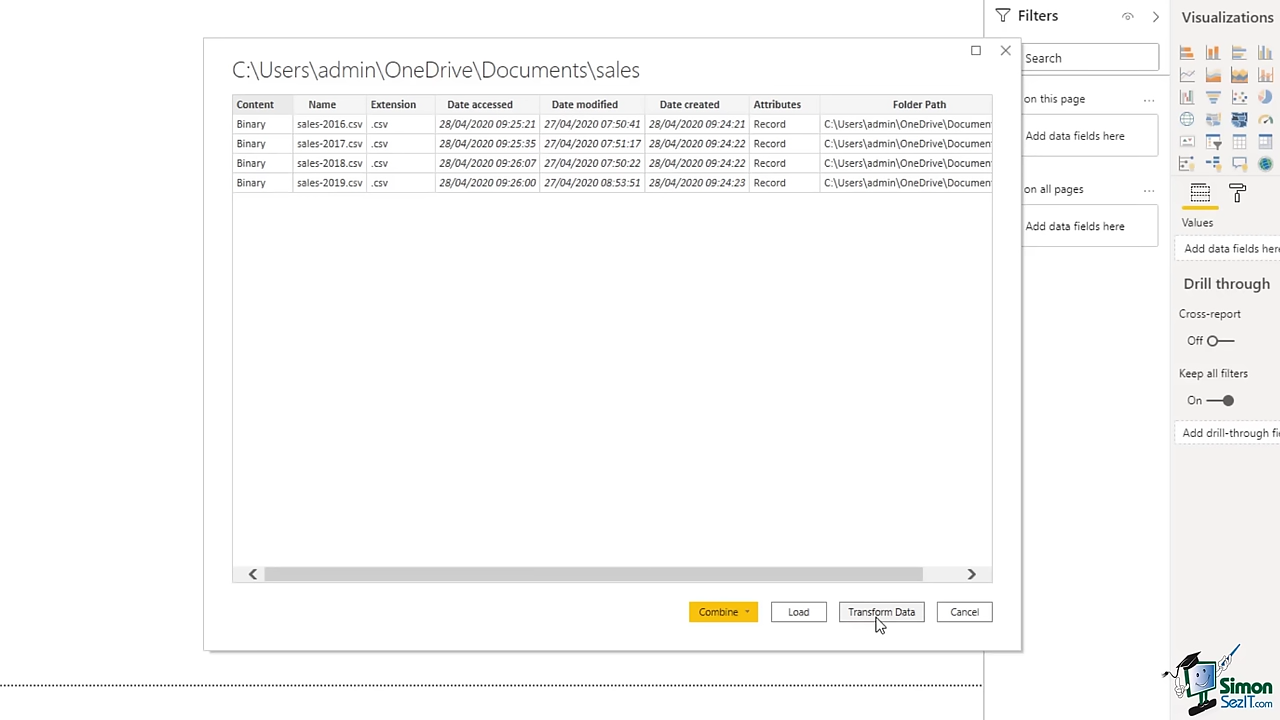 Filters
Visualizations
Search
on this page ...
Add data fields here
on all pages ...
Add data fields here
Values
Add data fields here
Drill through
Cross-report
Off
Keep all filters
On
Add drill-through fi
C:\Users\admin\OneDrive\Documents\sales
Content Name Extension Date accessed Date modified Date created Attributes Folder Path
Binary sales-2016.csv .csv 28/04/2020 09:25:21 27/04/2020 07:50:41 28/04/2020 09:24:21 Record C:\Users\admin\OneDrive\Document
Binary sales-2017.csv .csv 28/04/2020 09:25:35 27/04/2020 07:51:17 28/04/2020 09:24:22 Record C:\Users\admin\OneDrive\Document
Binary sales-2018.csv .csv 28/04/2020 09:26:07 27/04/2020 07:50:22 28/04/2020 09:24:22 Record C:\Users\admin\OneDrive\Document
Binary sales-2019.csv .csv 28/04/2020 09:26:00 27/04/2020 08:53:51 28/04/2020 09:24:23 Record C:\Users\admin\OneDrive\Document
Combine Load Transform Data Cancel
Simon
SezIT.com